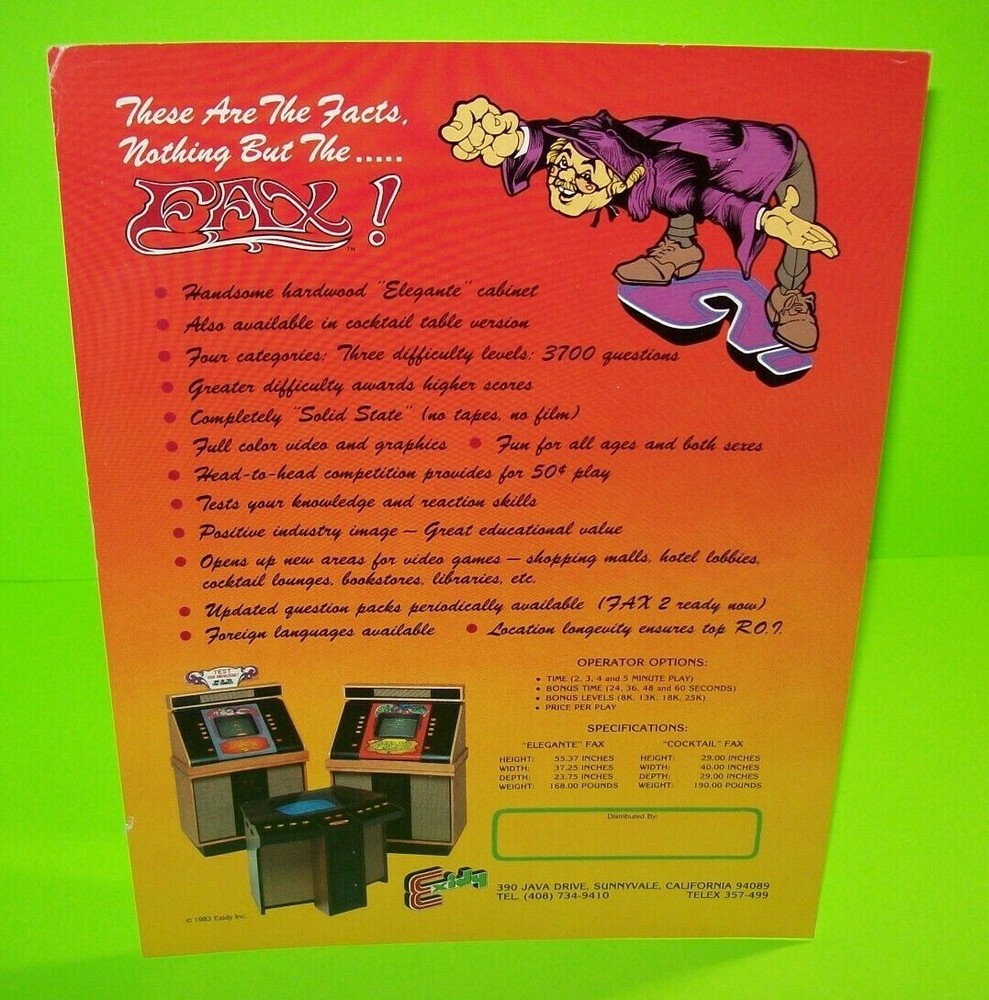 These Are The Facts,
Nothing But The .....
FAX!
TM
• Handsome hardwood "Elegante" cabinet
• Also available in cocktail table version
• Four categories: Three difficulty levels: 3700 questions
• Greater difficulty awards higher scores
• Completely "Solid State" (no tapes, no film)
• Full color video and graphics • Fun for all ages and both sexes
• Head-to-head competition provides for 50¢ play
• Tests your knowledge and reaction skills
• Positive industry image — Great educational value
• Opens up new areas for video games — shopping malls, hotel lobbies,
cocktail lounges, bookstores, libraries, etc.
• Updated question packs periodically available (FAX 2 ready now)
• Foreign languages available • Location longevity ensures top R.O.I.
TEST
OPERATOR OPTIONS:
• TIME (2, 3, 4 and 5 MINUTE PLAY)
• BONUS TIME (24, 36, 48 and 60 SECONDS)
• BONUS LEVELS (8K, 13K, 18K, 25K)
• PRICE PER PLAY
SPECIFICATIONS:
"ELEGANTE" FAX "COCKTAIL" FAX
HEIGHT: 55.37 INCHES HEIGHT: 29.00 INCHES
WIDTH: 37.25 INCHES WIDTH: 40.00 INCHES
DEPTH: 23.75 INCHES DEPTH: 29.00 INCHES
WEIGHT: 168.00 POUNDS WEIGHT: 190.00 POUNDS
Distributed By:
Exidy
390 JAVA DRIVE, SUNNYVALE, CALIFORNIA 94089
TEL. (408) 734-9410 TELEX 357-499
© 1983 Exidy Inc.